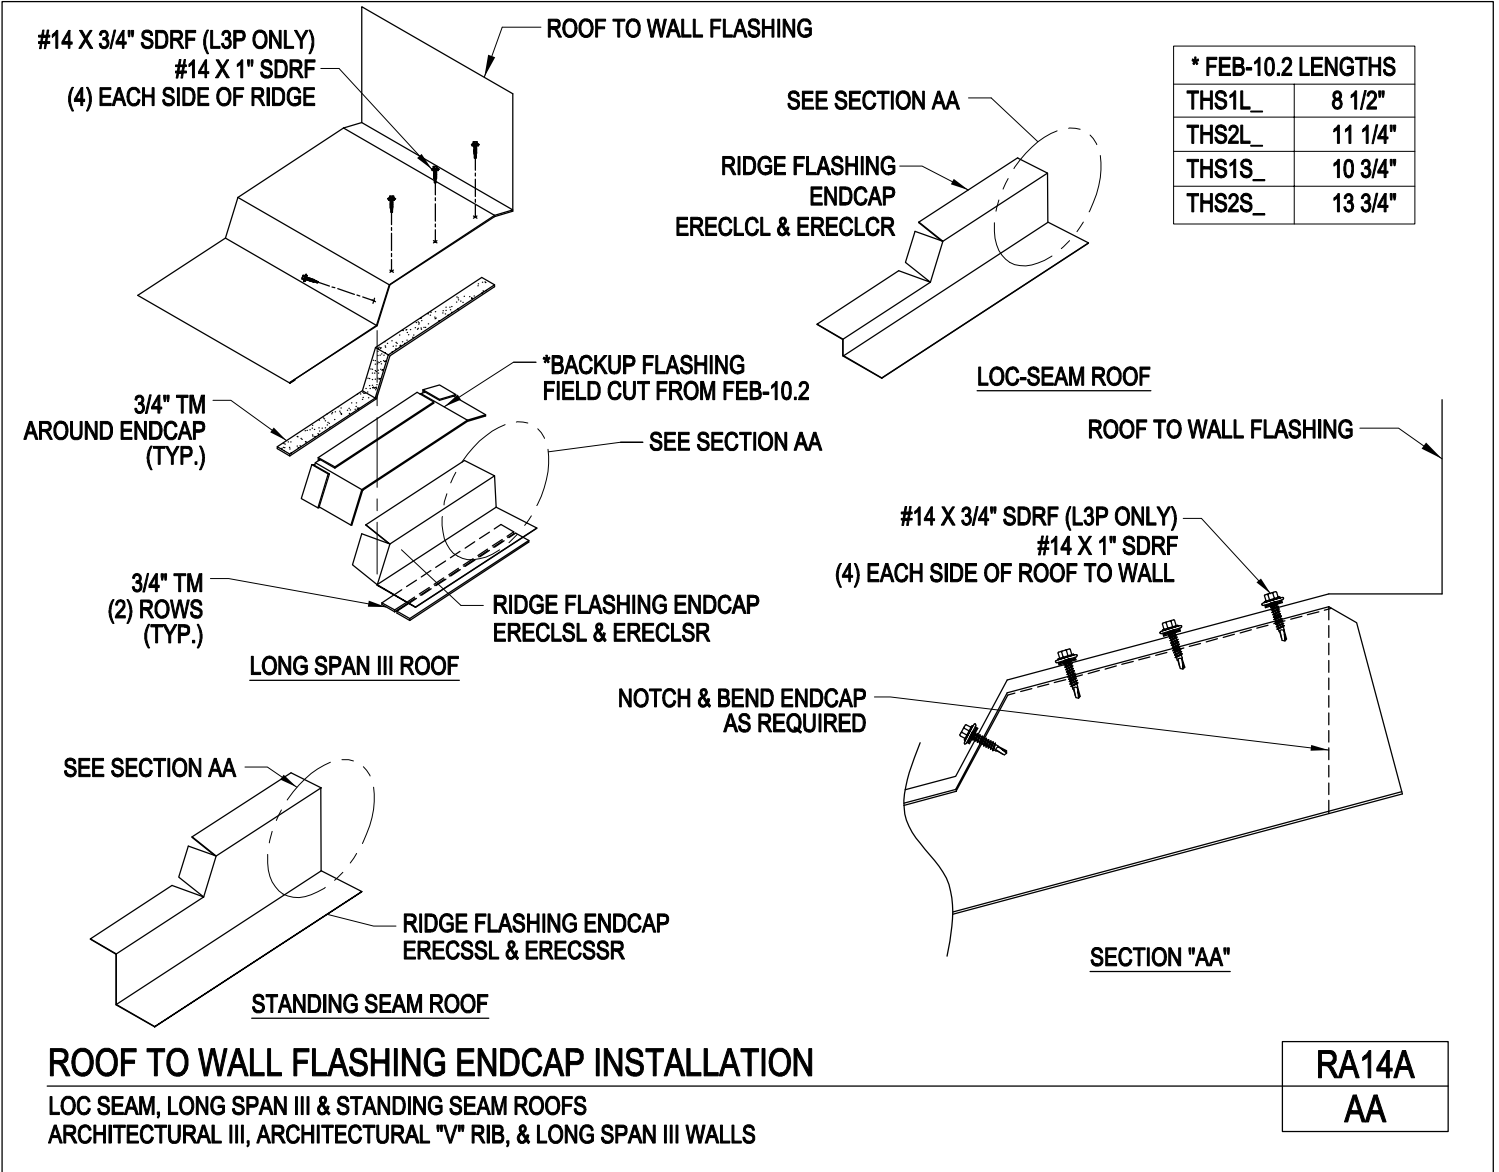 #14 X 3/4" SDRF (L3P ONLY)
#14 X 1" SDRF
(4) EACH SIDE OF RIDGE
ROOF TO WALL FLASHING
SEE SECTION AA
RIDGE FLASHING
ENDCAP
ERECLCL & ERECLCR
LOC-SEAM ROOF
* FEB-10.2 LENGTHS
THS1L_ 8 1/2"
THS2L_ 11 1/4"
THS1S_ 10 3/4"
THS2S_ 13 3/4"
*BACKUP FLASHING
FIELD CUT FROM FEB-10.2
3/4" TM
AROUND ENDCAP
(TYP.)
SEE SECTION AA
3/4" TM
(2) ROWS
(TYP.)
RIDGE FLASHING ENDCAP
ERECLSL & ERECLSR
LONG SPAN III ROOF
ROOF TO WALL FLASHING
#14 X 3/4" SDRF (L3P ONLY)
#14 X 1" SDRF
(4) EACH SIDE OF ROOF TO WALL
NOTCH & BEND ENDCAP
AS REQUIRED
SECTION "AA"
SEE SECTION AA
RIDGE FLASHING ENDCAP
ERECSSL & ERECSSR
STANDING SEAM ROOF
ROOF TO WALL FLASHING ENDCAP INSTALLATION
LOC SEAM, LONG SPAN III & STANDING SEAM ROOFS
ARCHITECTURAL III, ARCHITECTURAL "V" RIB, & LONG SPAN III WALLS
RA14A
AA